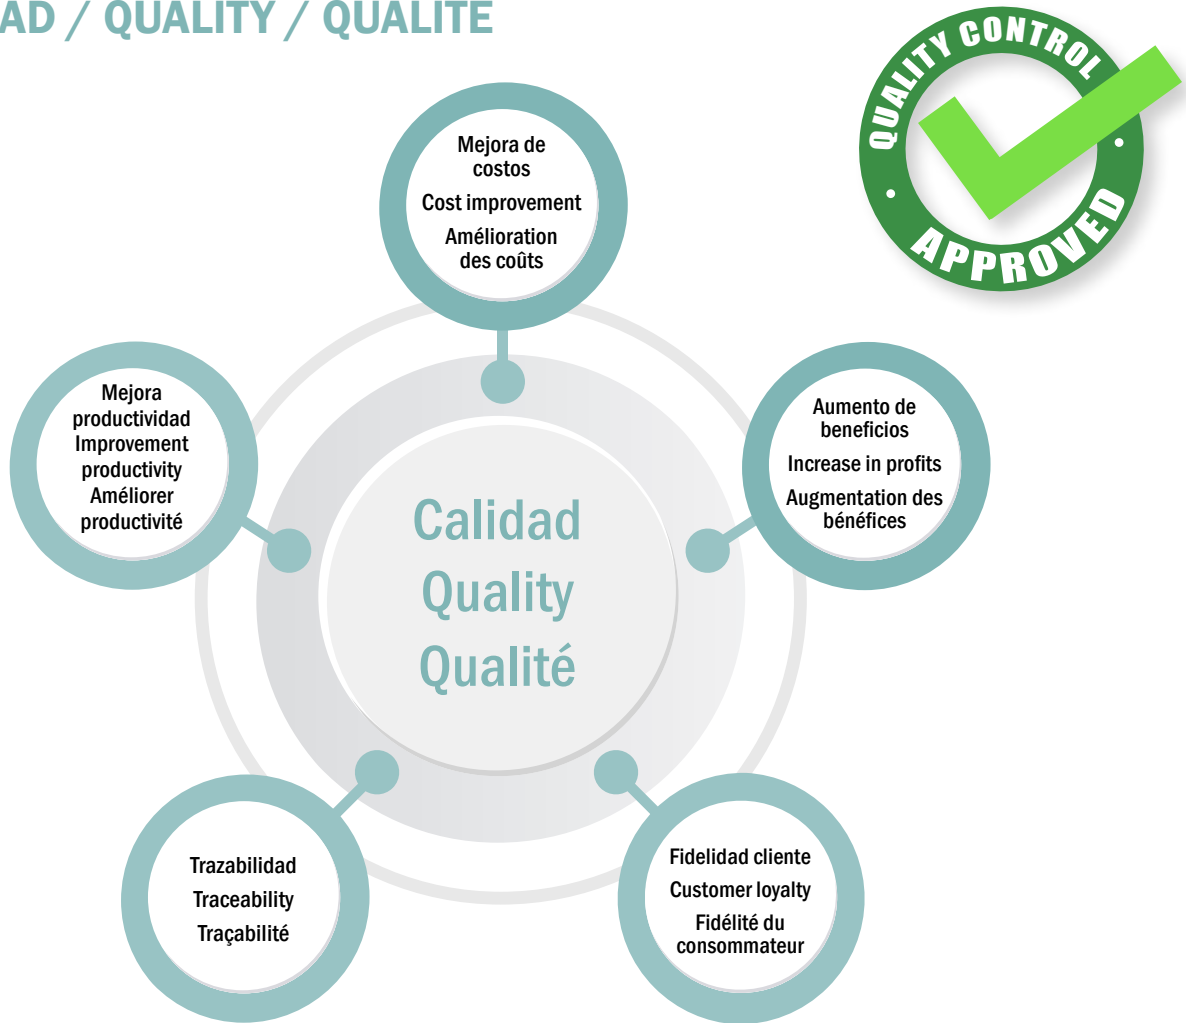 AD / QUALITY / QUALITÉ
QUALITY CONTROL
APPROVED
Mejora de
costos
Cost improvement
Amélioration
des coûts
Mejora
productividad
Improvement
productivity
Améliorer
productivité
Aumento de
beneficios
Increase in profits
Augmentation des
bénéfices
Calidad
Quality
Qualité
Trazabilidad
Traceability
Traçabilité
Fidelidad cliente
Customer loyalty
Fidélité du
consommateur